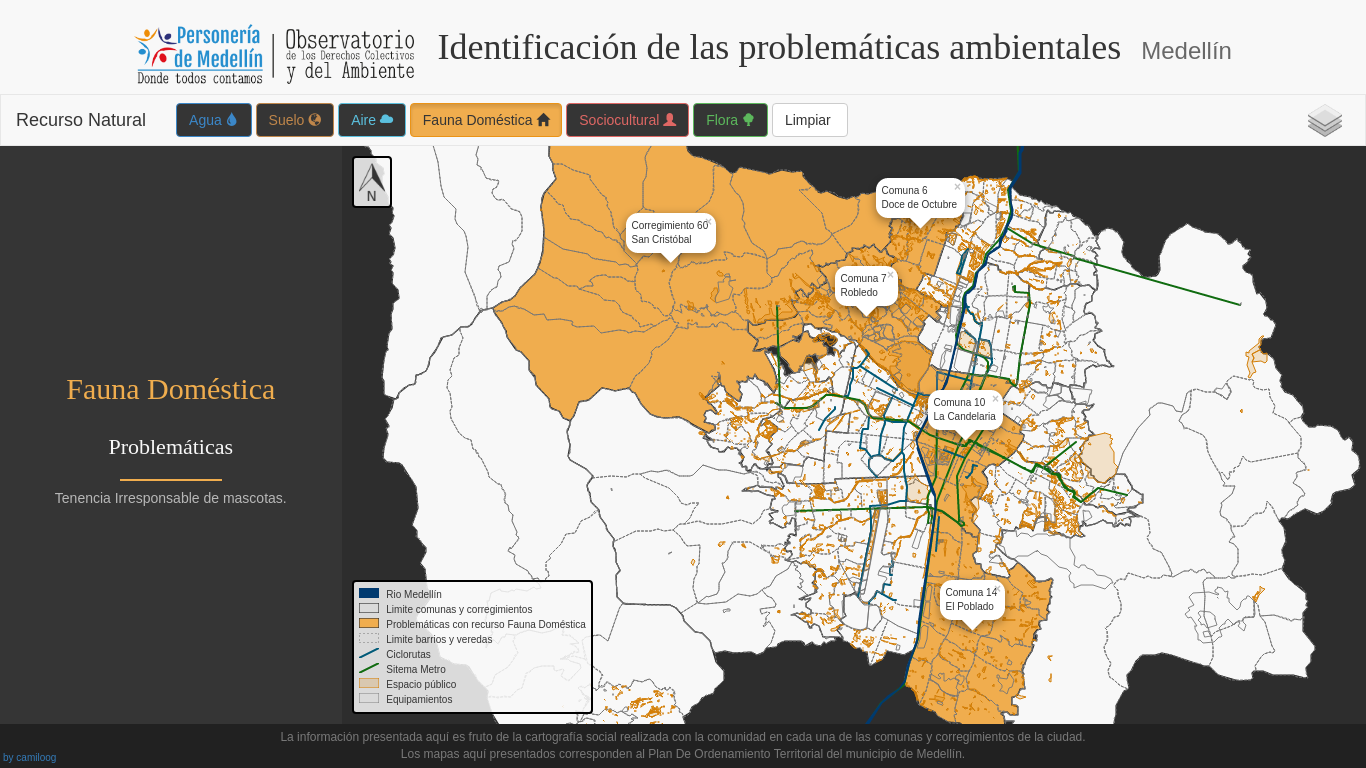 Personería
de Medellín
Donde todos contamos
Observatorio
de los Derechos Colectivos
y del Ambiente
Identificación de las problemáticas ambientales Medellín
Recurso Natural
Agua
Suelo
Aire
Fauna Doméstica
Sociocultural
Flora
Limpiar
N
Comuna 6
Doce de Octubre
×
Corregimiento 60
San Cristóbal
×
Comuna 7
Robledo
×
Comuna 10
La Candelaria
×
Comuna 14
El Poblado
×
Fauna Doméstica
Problemáticas
Tenencia Irresponsable de mascotas.
Rio Medellín
Limite comunas y corregimientos
Problemáticas con recurso Fauna Doméstica
Limite barrios y veredas
Ciclorutas
Sitema Metro
Espacio público
Equipamientos
La información presentada aquí es fruto de la cartografía social realizada con la comunidad en cada una de las comunas y corregimientos de la ciudad.
Los mapas aquí presentados corresponden al Plan De Ordenamiento Territorial del municipio de Medellín.
by camiloog